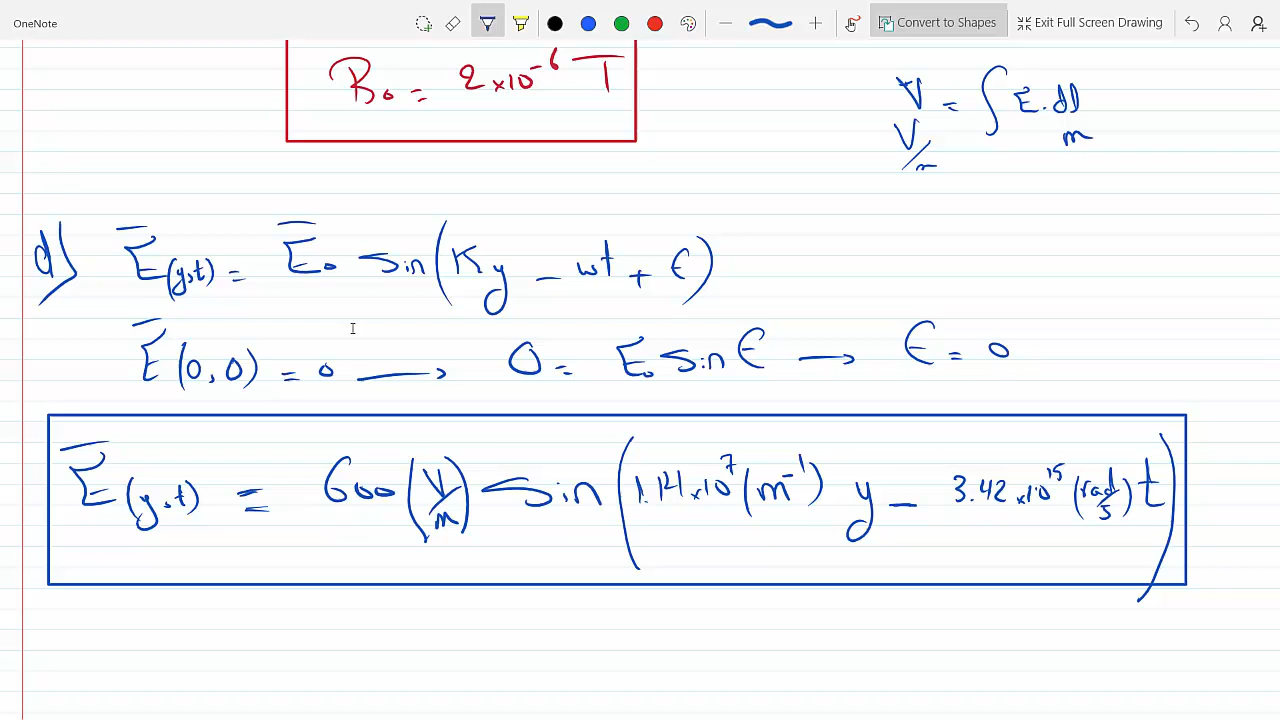 OneNote
Convert to Shapes
Exit Full Screen Drawing
B₀ = 2×10⁻⁶ T
V = ∫ E.dl
V/m m
d) E̅(y,t) = E̅₀ sin(Ky - wt + ϵ)
E̅(0,0) = 0 → 0 = E₀ sin ϵ → ϵ = 0
E̅(y,t) = 600 (V/m) sin(1.14×10⁷ (m⁻¹) y - 3.42×10¹⁵ (rad/s) t)